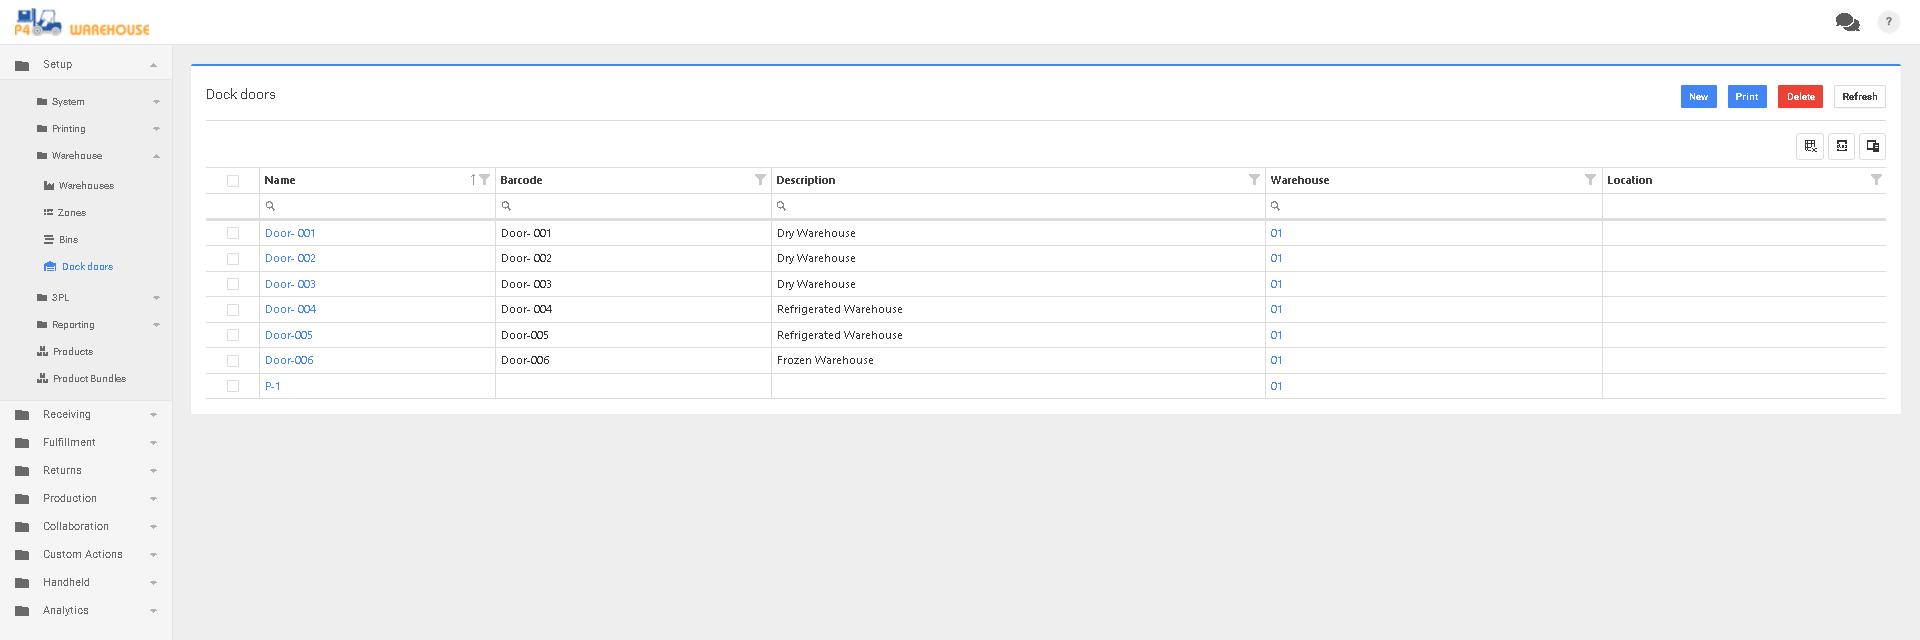 P4 WAREHOUSE
?
Setup
System
Printing
Warehouse
Warehouses
Zones
Bins
Dock doors
3PL
Reporting
Products
Product Bundles
Receiving
Fulfillment
Returns
Production
Collaboration
Custom Actions
Handheld
Analytics
Dock doors
New Print Delete Refresh
Name Barcode Description Warehouse Location
Door- 001 Door- 001 Dry Warehouse 01
Door- 002 Door- 002 Dry Warehouse 01
Door- 003 Door- 003 Dry Warehouse 01
Door- 004 Door- 004 Refrigerated Warehouse 01
Door-005 Door-005 Refrigerated Warehouse 01
Door-006 Door-006 Frozen Warehouse 01
P-1 01